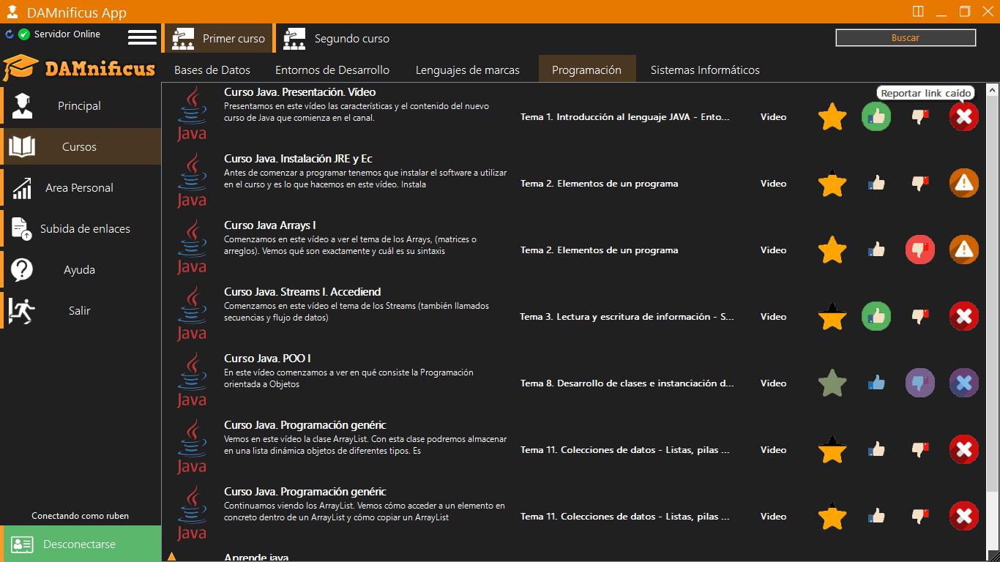 DAMnificus App
Servidor Online
Primer curso
Segundo curso
Buscar
DAMnificus
Bases de Datos
Entornos de Desarrollo
Lenguajes de marcas
Programación
Sistemas Informáticos
Principal
Cursos
Area Personal
Subida de enlaces
Ayuda
Salir
Conectando como ruben
Desconectarse
Reportar link caído
Java
Curso Java. Presentación. Vídeo
Presentamos en este vídeo las características y el contenido del nuevo
curso de Java que comienza en el canal.
Tema 1. Introducción al lenguaje JAVA - Ento...
Video
Java
Curso Java. Instalación JRE y Ec
Antes de comenzar a programar tenemos que instalar el software a utilizar
en el curso y es lo que hacemos en este vídeo. Instala
Tema 2. Elementos de un programa
Video
Java
Curso Java Arrays I
Comenzamos en este vídeo a ver el tema de los Arrays, (matrices o
arreglos). Vemos qué son exactamente y cuál es su sintaxis
Tema 2. Elementos de un programa
Video
Java
Curso Java. Streams I. Accediend
Comenzamos en este vídeo el tema de los Streams (también llamados
secuencias y flujo de datos)
Tema 3. Lectura y escritura de información - S...
Video
Java
Curso Java. POO I
En este vídeo comenzamos a ver en qué consiste la Programación
orientada a Objetos
Tema 8. Desarrollo de clases e instanciación d...
Video
Java
Curso Java. Programación genéric
Vemos en este vídeo la clase ArrayList. Con esta clase podremos almacenar
en una lista dinámica objetos de diferentes tipos. Es
Tema 11. Colecciones de datos - Listas, pilas ...
Video
Java
Curso Java. Programación genéric
Continuamos viendo los ArrayList. Vemos cómo acceder a un elemento en
concreto dentro de un ArrayList y cómo copiar un ArrayList
Tema 11. Colecciones de datos - Listas, pilas ...
Video
Aprende java